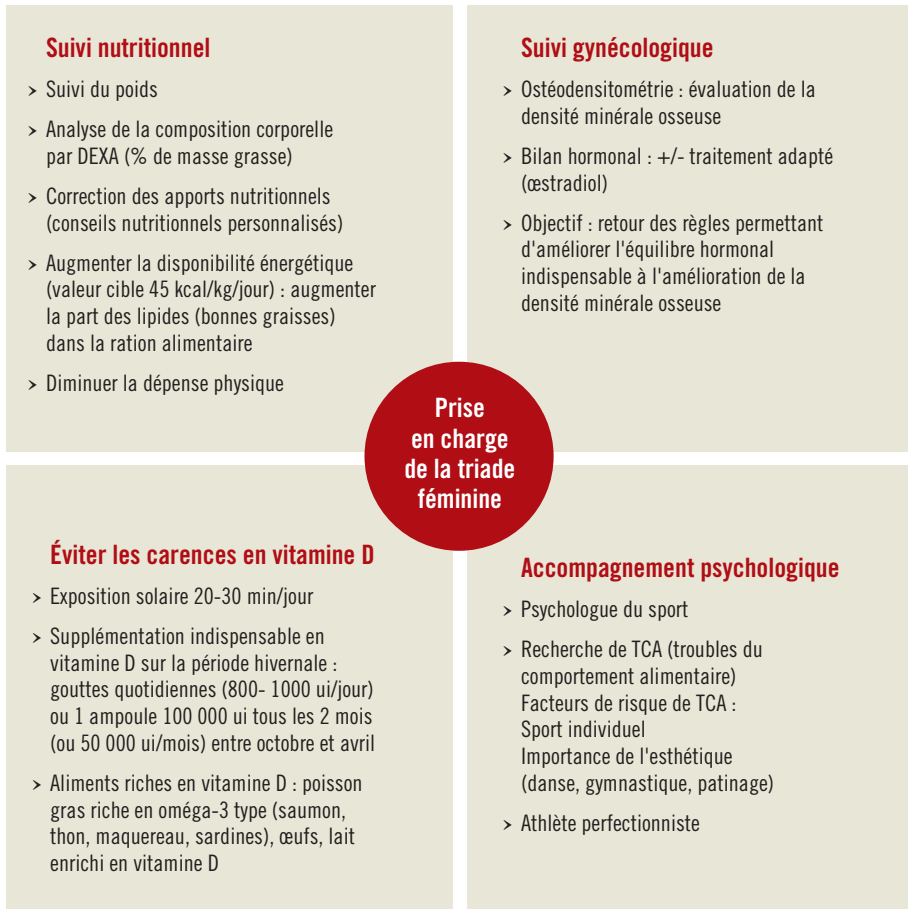 Suivi nutritionnel
> Suivi du poids
> Analyse de la composition corporelle
par DEXA (% de masse grasse)
> Correction des apports nutritionnels
(conseils nutritionnels personnalisés)
> Augmenter la disponibilité énergétique
(valeur cible 45 kcal/kg/jour) : augmenter
la part des lipides (bonnes graisses)
dans la ration alimentaire
> Diminuer la dépense physique
Suivi gynécologique
> Ostéodensitométrie : évaluation de la
densité minérale osseuse
> Bilan hormonal : +/- traitement adapté
(œstradiol)
> Objectif : retour des règles permettant
d'améliorer l'équilibre hormonal
indispensable à l'amélioration de la
densité minérale osseuse
Prise
en charge
de la triade
féminine
Éviter les carences en vitamine D
> Exposition solaire 20-30 min/jour
> Supplémentation indispensable en
vitamine D sur la période hivernale :
gouttes quotidiennes (800- 1000 ui/jour)
ou 1 ampoule 100 000 ui tous les 2 mois
(ou 50 000 ui/mois) entre octobre et avril
> Aliments riches en vitamine D : poisson
gras riche en oméga-3 type (saumon,
thon, maquereau, sardines), œufs, lait
enrichi en vitamine D
Accompagnement psychologique
> Psychologue du sport
> Recherche de TCA (troubles du
comportement alimentaire)
Facteurs de risque de TCA :
Sport individuel
Importance de l'esthétique
(danse, gymnastique, patinage)
> Athlète perfectionniste